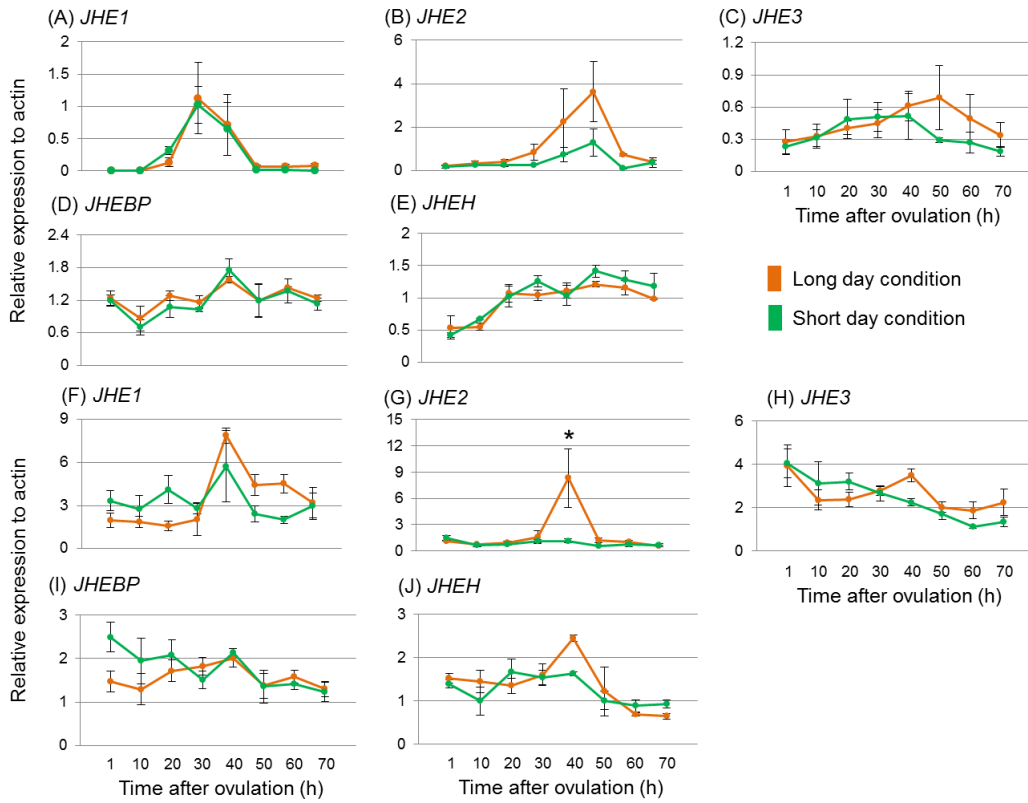 (A) JHE1
2
1.5
1
0.5
0
(B) JHE2
6
4
2
0
(C) JHE3
1.2
0.9
0.6
0.3
0
1 10 20 30 40 50 60 70
Time after ovulation (h)
Relative expression to actin
(D) JHEBP
2.4
1.8
1.2
0.6
0
(E) JHEH
2
1.5
1
0.5
0
Long day condition
Short day condition
(F) JHE1
9
6
3
0
(G) JHE2
15
12
9
6
3
0
*
(H) JHE3
6
4
2
0
1 10 20 30 40 50 60 70
Time after ovulation (h)
Relative expression to actin
(I) JHEBP
3
2
1
0
1 10 20 30 40 50 60 70
Time after ovulation (h)
(J) JHEH
3
2
1
0
1 10 20 30 40 50 60 70
Time after ovulation (h)